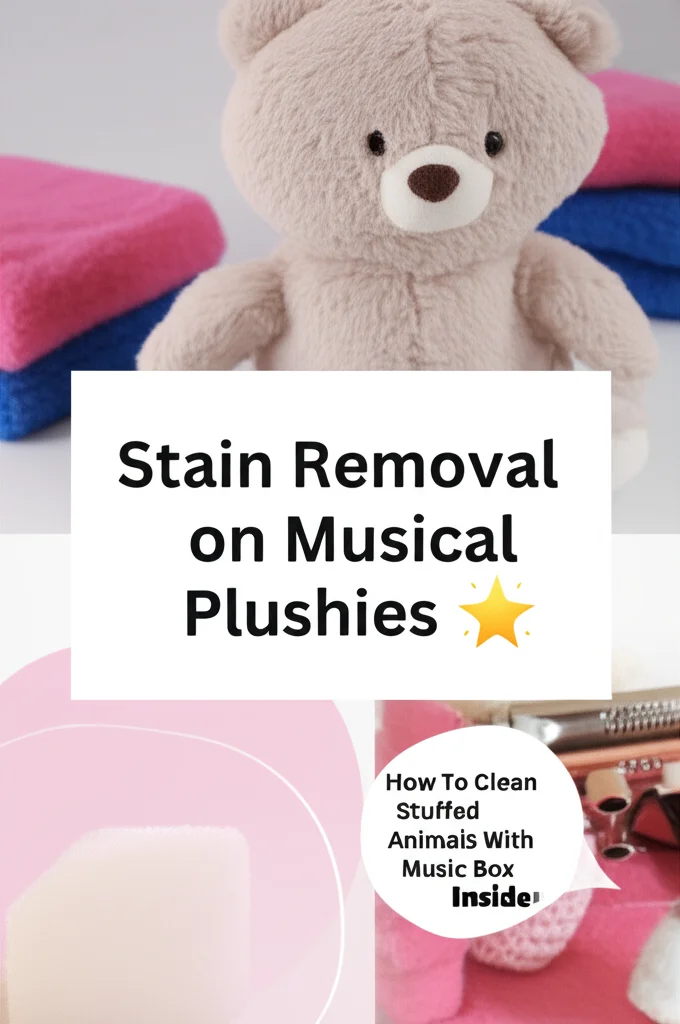 Stain Removal
on Musical
Plushies ⭐
How To Clean
Stuffed
Animais With
Music Box
Inside